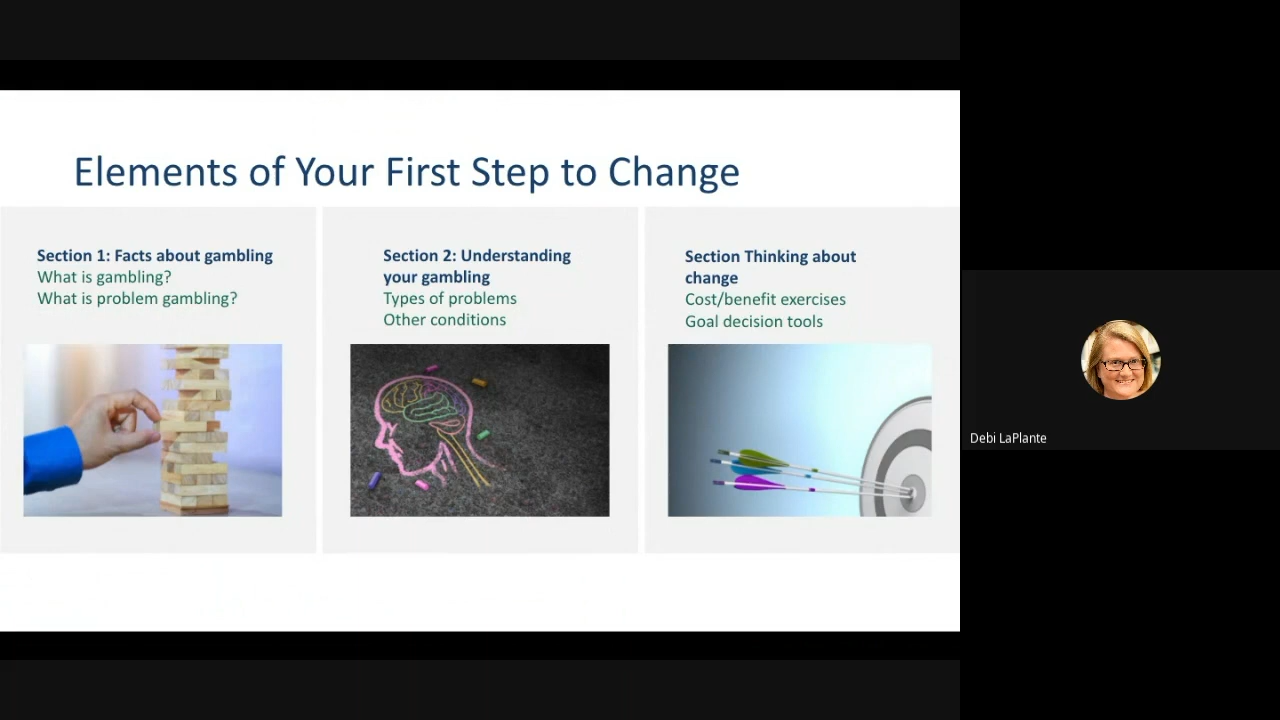 Elements of Your First Step to Change
Section 1: Facts about gambling
What is gambling?
What is problem gambling?
Section 2: Understanding
your gambling
Types of problems
Other conditions
Section Thinking about
change
Cost/benefit exercises
Goal decision tools
Debi LaPlante